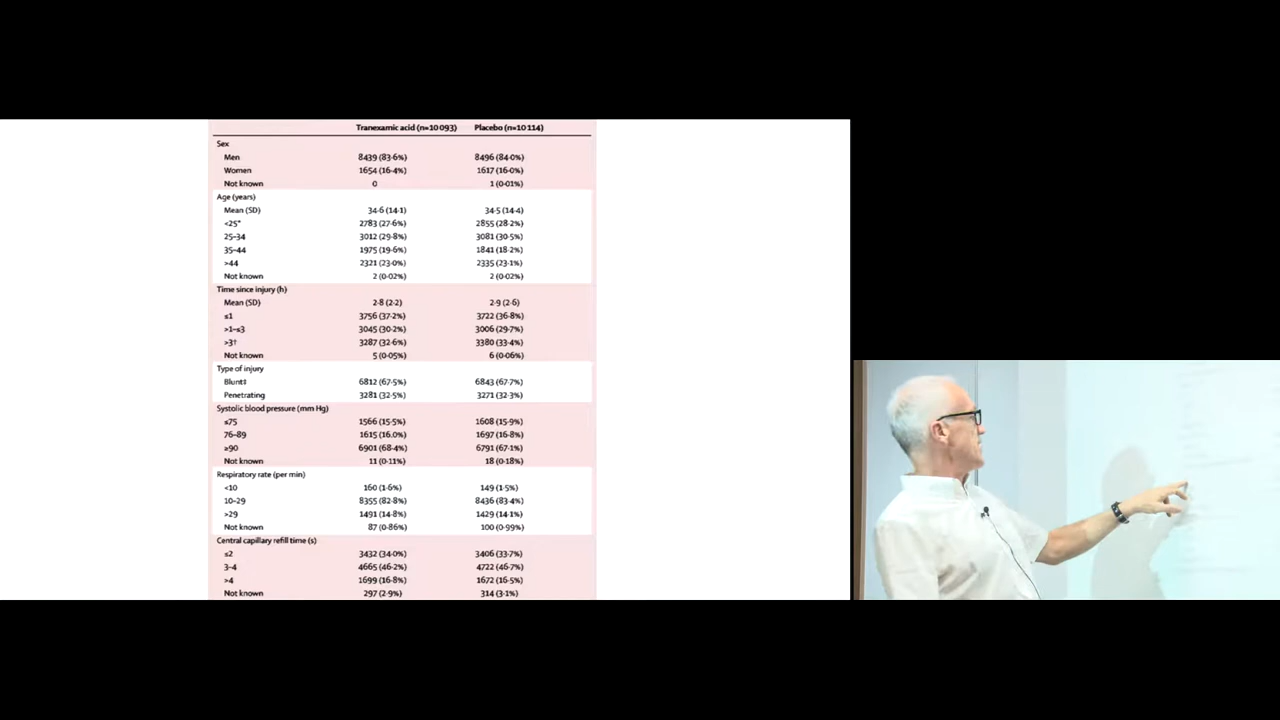 Tranexamic acid (n=10 093) Placebo (n=10 114)
Sex
Men 8439 (83·6%) 8496 (84·0%)
Women 1654 (16·4%) 1617 (16·0%)
Not known 0 1 (0·01%)
Age (years)
Mean (SD) 34·6 (14·1) 34·5 (14·4)
<25* 2783 (27·6%) 2855 (28·2%)
25–34 3012 (29·8%) 3081 (30·5%)
35–44 1975 (19·6%) 1841 (18·2%)
>44 2321 (23·0%) 2335 (23·1%)
Not known 2 (0·02%) 2 (0·02%)
Time since injury (h)
Mean (SD) 2·8 (2·2) 2·9 (2·6)
≤1 3756 (37·2%) 3722 (36·8%)
>1–≤3 3045 (30·2%) 3006 (29·7%)
>3† 3287 (32·6%) 3380 (33·4%)
Not known 5 (0·05%) 6 (0·06%)
Type of injury
Blunt‡ 6812 (67·5%) 6843 (67·7%)
Penetrating 3281 (32·5%) 3271 (32·3%)
Systolic blood pressure (mm Hg)
≤75 1566 (15·5%) 1608 (15·9%)
76–89 1615 (16·0%) 1697 (16·8%)
≥90 6901 (68·4%) 6791 (67·1%)
Not known 11 (0·11%) 18 (0·18%)
Respiratory rate (per min)
<10 160 (1·6%) 149 (1·5%)
10–29 8355 (82·8%) 8436 (83·4%)
>29 1491 (14·8%) 1429 (14·1%)
Not known 87 (0·86%) 100 (0·99%)
Central capillary refill time (s)
≤2 3432 (34·0%) 3406 (33·7%)
3–4 4665 (46·2%) 4722 (46·7%)
>4 1699 (16·8%) 1672 (16·5%)
Not known 297 (2·9%) 314 (3·1%)